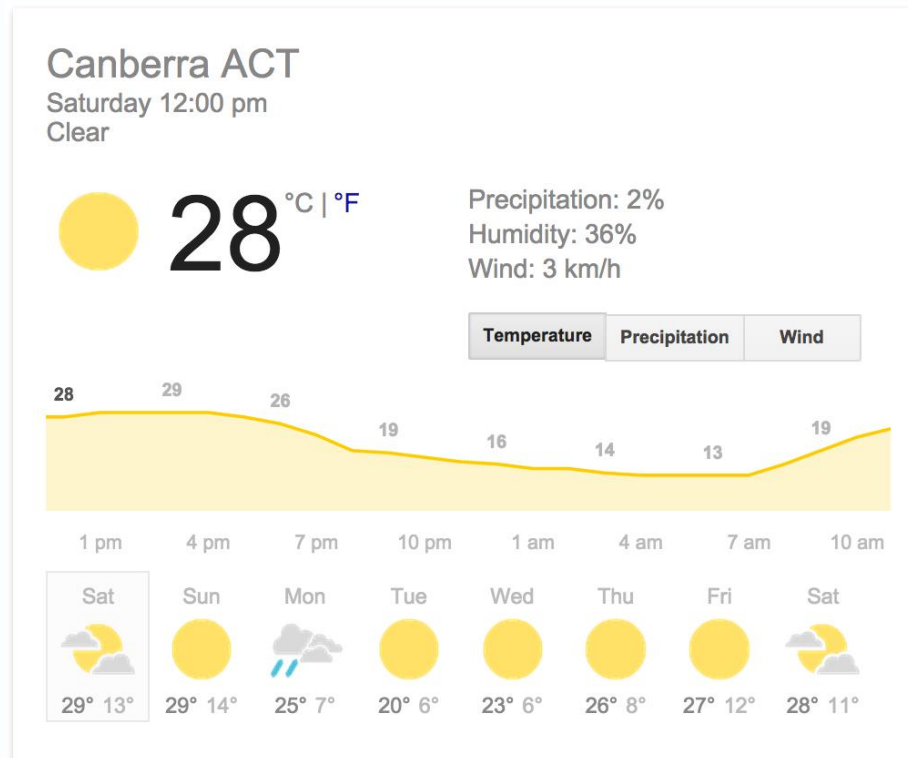 Canberra ACT
Saturday 12:00 pm
Clear
28 °C | °F
Precipitation: 2%
Humidity: 36%
Wind: 3 km/h
Temperature Precipitation Wind
28 29 26 19 16 14 13 19
1 pm 4 pm 7 pm 10 pm 1 am 4 am 7 am 10 am
Sat Sun Mon Tue Wed Thu Fri Sat
29° 13° 29° 14° 25° 7° 20° 6° 23° 6° 26° 8° 27° 12° 28° 11°